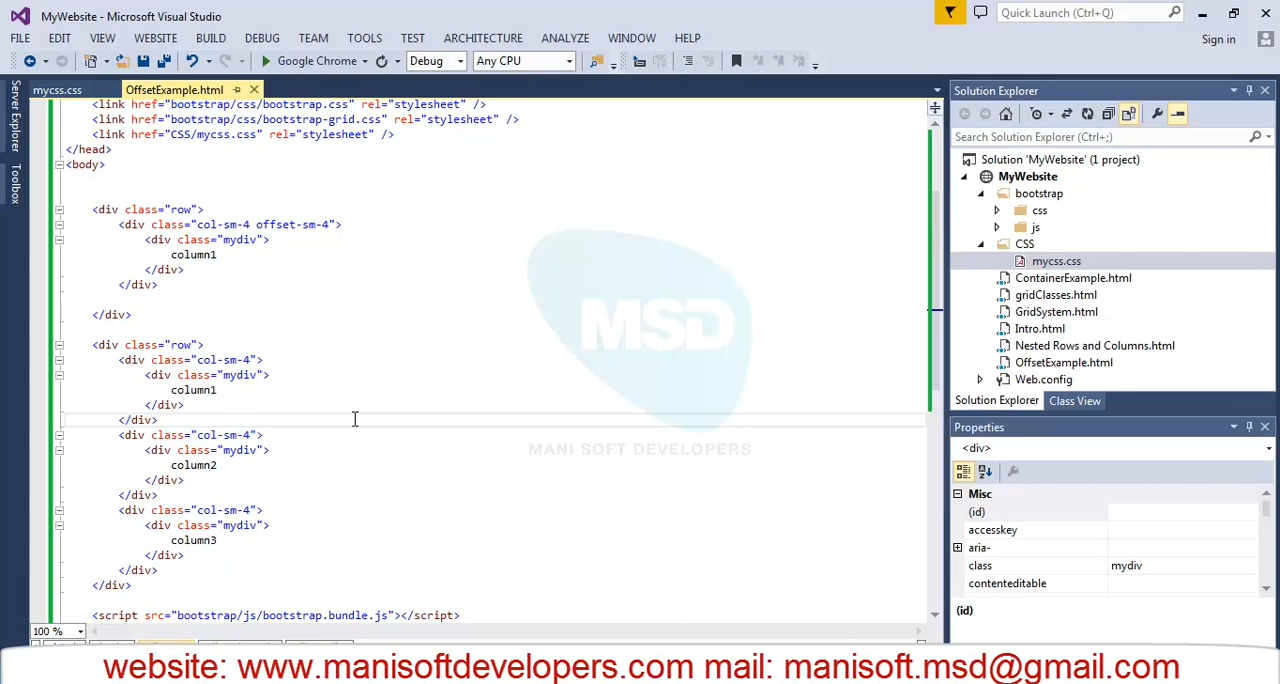 MyWebsite - Microsoft Visual Studio
Quick Launch (Ctrl+Q)
FILE EDIT VIEW WEBSITE BUILD DEBUG TEAM TOOLS TEST ARCHITECTURE ANALYZE WINDOW HELP
Sign in
Google Chrome Debug Any CPU
Server Explorer
Toolbox
mycss.css OffsetExample.html
<link href="bootstrap/css/bootstrap.css" rel="stylesheet" />
<link href="bootstrap/css/bootstrap-grid.css" rel="stylesheet" />
<link href="CSS/mycss.css" rel="stylesheet" />
</head>
<body>
<div class="row">
<div class="col-sm-4 offset-sm-4">
<div class="mydiv">
column1
</div>
</div>
</div>
<div class="row">
<div class="col-sm-4">
<div class="mydiv">
column1
</div>
</div>
<div class="col-sm-4">
<div class="mydiv">
column2
</div>
</div>
<div class="col-sm-4">
<div class="mydiv">
column3
</div>
</div>
</div>
<script src="bootstrap/js/bootstrap.bundle.js"></script>
100 %
MSD
MANI SOFT DEVELOPERS
Solution Explorer
Search Solution Explorer (Ctrl+;)
Solution 'MyWebsite' (1 project)
MyWebsite
bootstrap
css
js
CSS
mycss.css
ContainerExample.html
gridClasses.html
GridSystem.html
Intro.html
Nested Rows and Columns.html
OffsetExample.html
Web.config
Solution Explorer Class View
Properties
<div>
Misc
(id)
accesskey
aria-
class mydiv
contenteditable
(id)
website: www.manisoftdevelopers.com mail: manisoft.msd@gmail.com